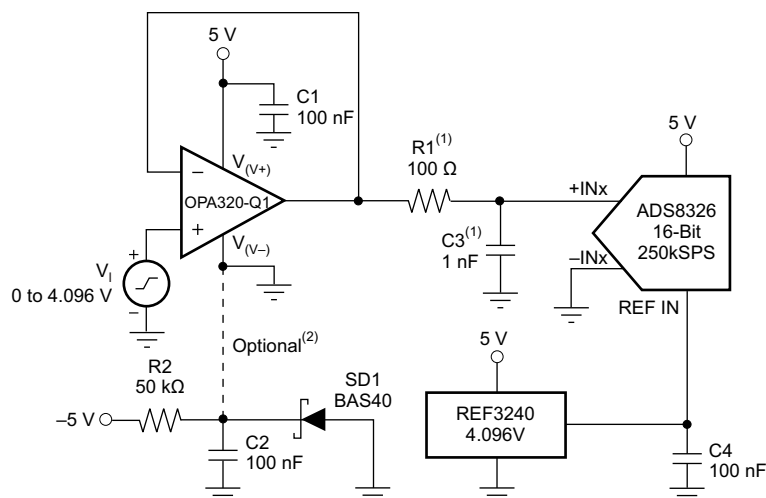 5 V
C1
100 nF
V(V+)
−
OPA320-Q1
+
V(V–)
+
VI
0 to 4.096 V
−
R1(1)
100 Ω
C3(1)
1 nF
5 V
+INx
ADS8326
16-Bit
250kSPS
–INx
REF IN
Optional(2)
R2
50 kΩ
–5 V
C2
100 nF
SD1
BAS40
5 V
REF3240
4.096V
C4
100 nF